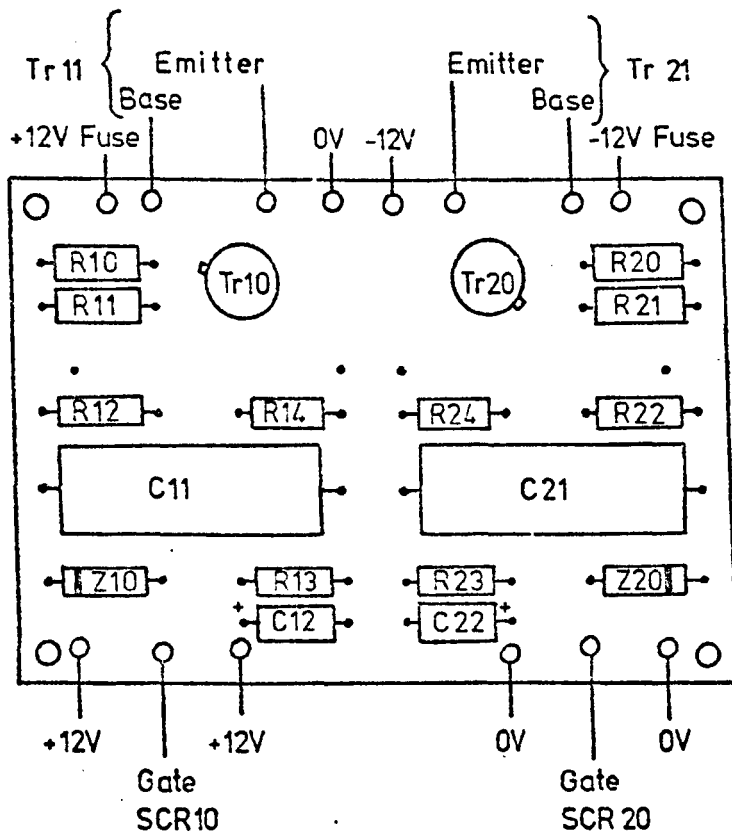 Tr 11 Emitter Emitter Tr 21
Base Base
+12V Fuse 0V -12V -12V Fuse
R10 Tr10 Tr20 R20
R11 R 21
R12 R14 R24 R22
C11 C 21
Z10 R13 R23 Z20
+ C12 C22 +
+12V +12V 0V 0V
Gate Gate
SCR10 SCR 20